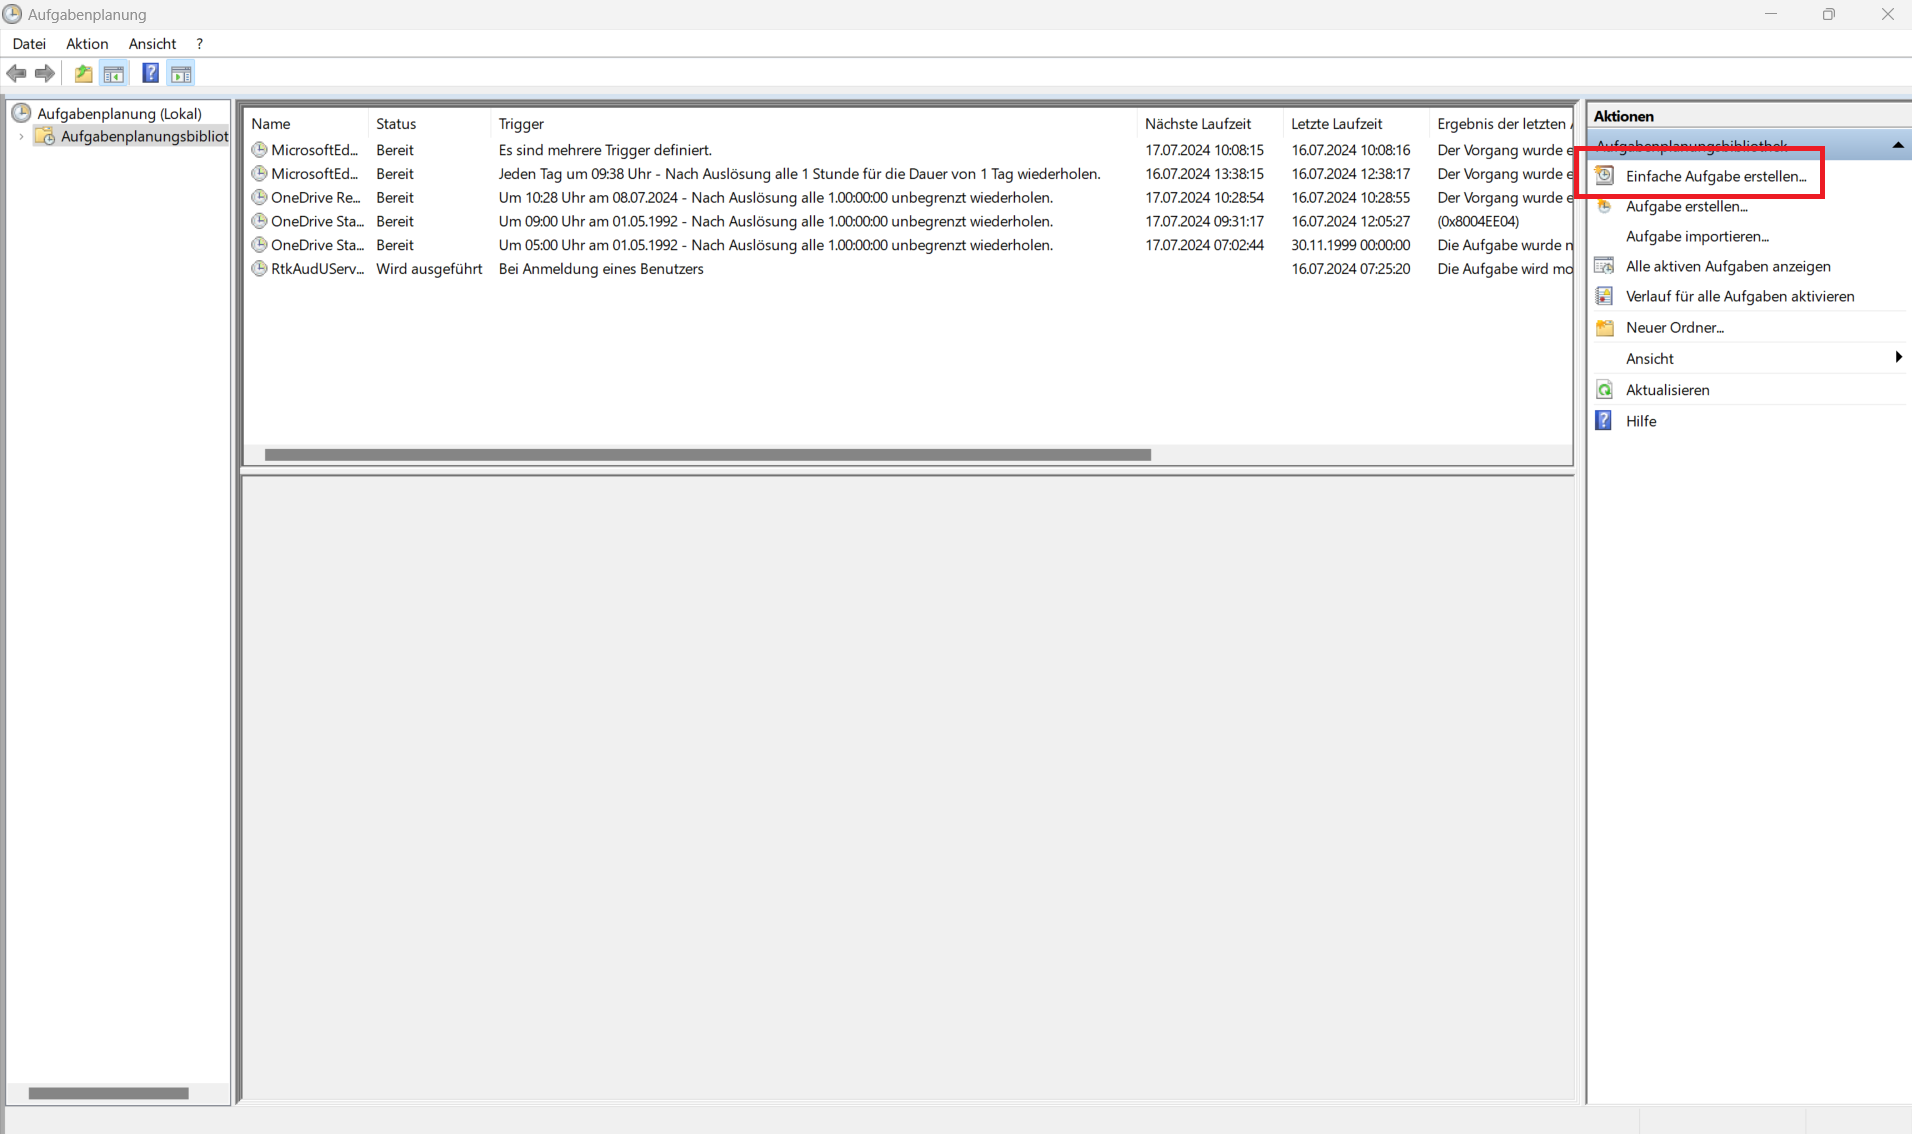 Aufgabenplanung
Datei Aktion Ansicht ?
Aufgabenplanung (Lokal)
Aufgabenplanungsbibliot
Name Status Trigger Nächste Laufzeit Letzte Laufzeit Ergebnis der letzten
MicrosoftEd... Bereit Es sind mehrere Trigger definiert. 17.07.2024 10:08:15 16.07.2024 10:08:16 Der Vorgang wurde e
MicrosoftEd... Bereit Jeden Tag um 09:38 Uhr - Nach Auslösung alle 1 Stunde für die Dauer von 1 Tag wiederholen. 16.07.2024 13:38:15 16.07.2024 12:38:17 Der Vorgang wurde e
OneDrive Re... Bereit Um 10:28 Uhr am 08.07.2024 - Nach Auslösung alle 1.00:00:00 unbegrenzt wiederholen. 17.07.2024 10:28:54 16.07.2024 10:28:55 Der Vorgang wurde e
OneDrive Sta... Bereit Um 09:00 Uhr am 01.05.1992 - Nach Auslösung alle 1.00:00:00 unbegrenzt wiederholen. 17.07.2024 09:31:17 16.07.2024 12:05:27 (0x8004EE04)
OneDrive Sta... Bereit Um 05:00 Uhr am 01.05.1992 - Nach Auslösung alle 1.00:00:00 unbegrenzt wiederholen. 17.07.2024 07:02:44 30.11.1999 00:00:00 Die Aufgabe wurde n
RtkAudUServ... Wird ausgeführt Bei Anmeldung eines Benutzers 16.07.2024 07:25:20 Die Aufgabe wird mo
Aktionen
Aufgabenplanungsbibliothek
Einfache Aufgabe erstellen...
Aufgabe erstellen...
Aufgabe importieren...
Alle aktiven Aufgaben anzeigen
Verlauf für alle Aufgaben aktivieren
Neuer Ordner...
Ansicht
Aktualisieren
Hilfe